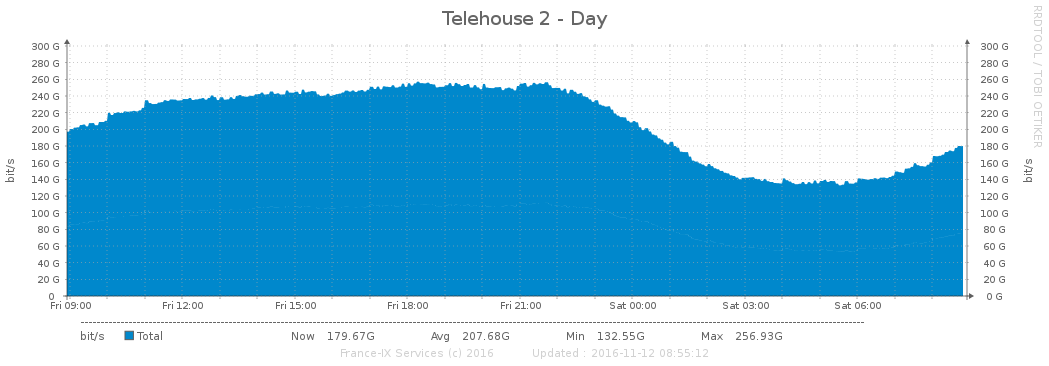 Telehouse 2 - Day
RRDTOOL / TOBI OETIKER
bit/s
300 G 300 G
280 G 280 G
260 G 260 G
240 G 240 G
220 G 220 G
200 G 200 G
180 G 180 G
160 G 160 G
140 G 140 G
120 G 120 G
100 G 100 G
80 G 80 G
60 G 60 G
40 G 40 G
20 G 20 G
0 0 G
bit/s
Fri 09:00 Fri 12:00 Fri 15:00 Fri 18:00 Fri 21:00 Sat 00:00 Sat 03:00 Sat 06:00
bit/s Total Now 179.67G Avg 207.68G Min 132.55G Max 256.93G
France-IX Services (c) 2016 Updated : 2016-11-12 08:55:12